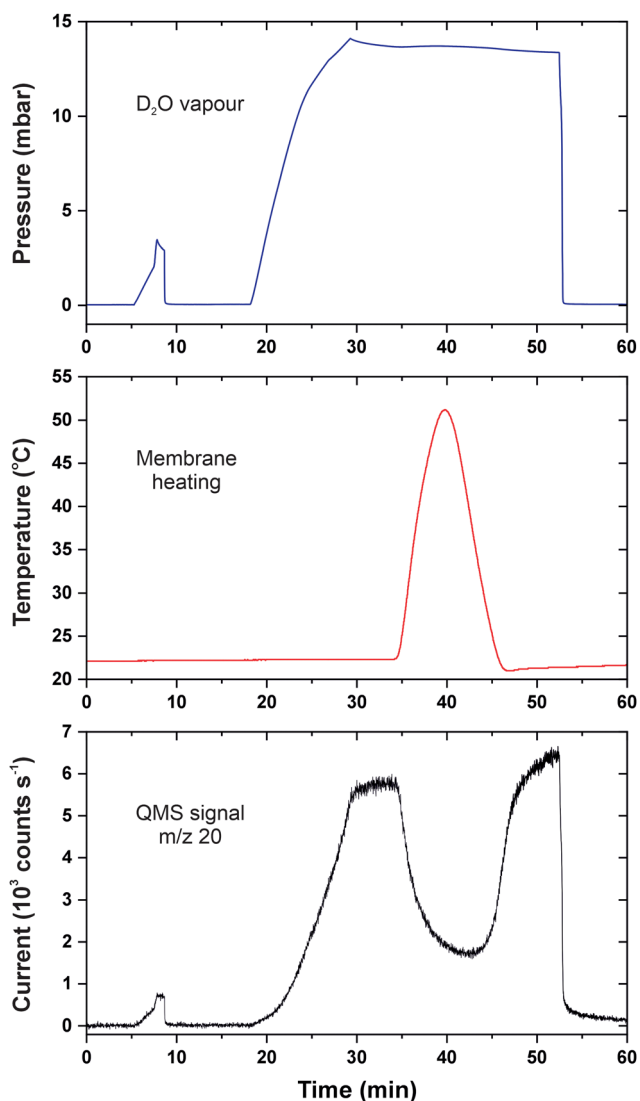 15
10
5
0
Pressure (mbar)
D₂O vapour
0 10 20 30 40 50 60
55
50
45
40
35
30
25
20
Temperature (°C)
Membrane
heating
0 10 20 30 40 50 60
7
6
5
4
3
2
1
0
Current (10³ counts s⁻¹)
QMS signal
m/z 20
0 10 20 30 40 50 60
Time (min)